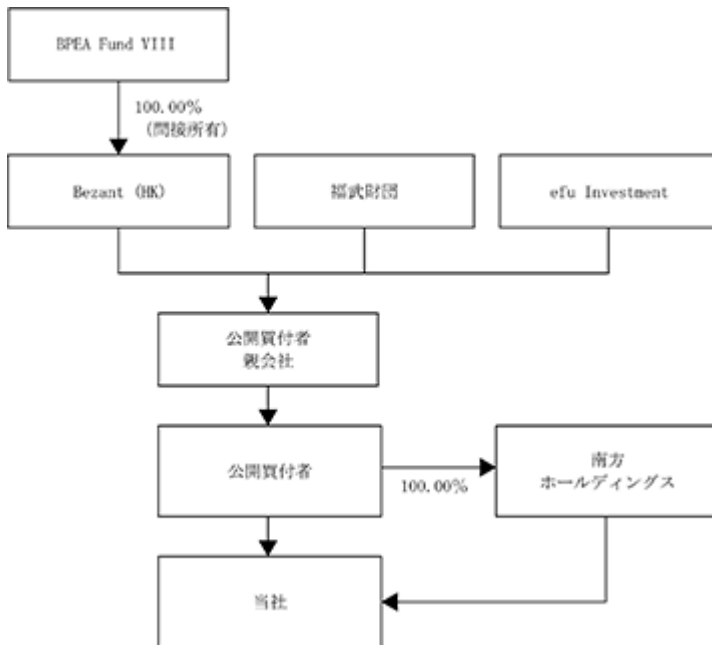 BPEA Fund VIII
100.00%
(間接所有)
Bezant (HK)
福武財団
efu Investment
公開買付者
親会社
公開買付者
100.00%
南方
ホールディングス
当社